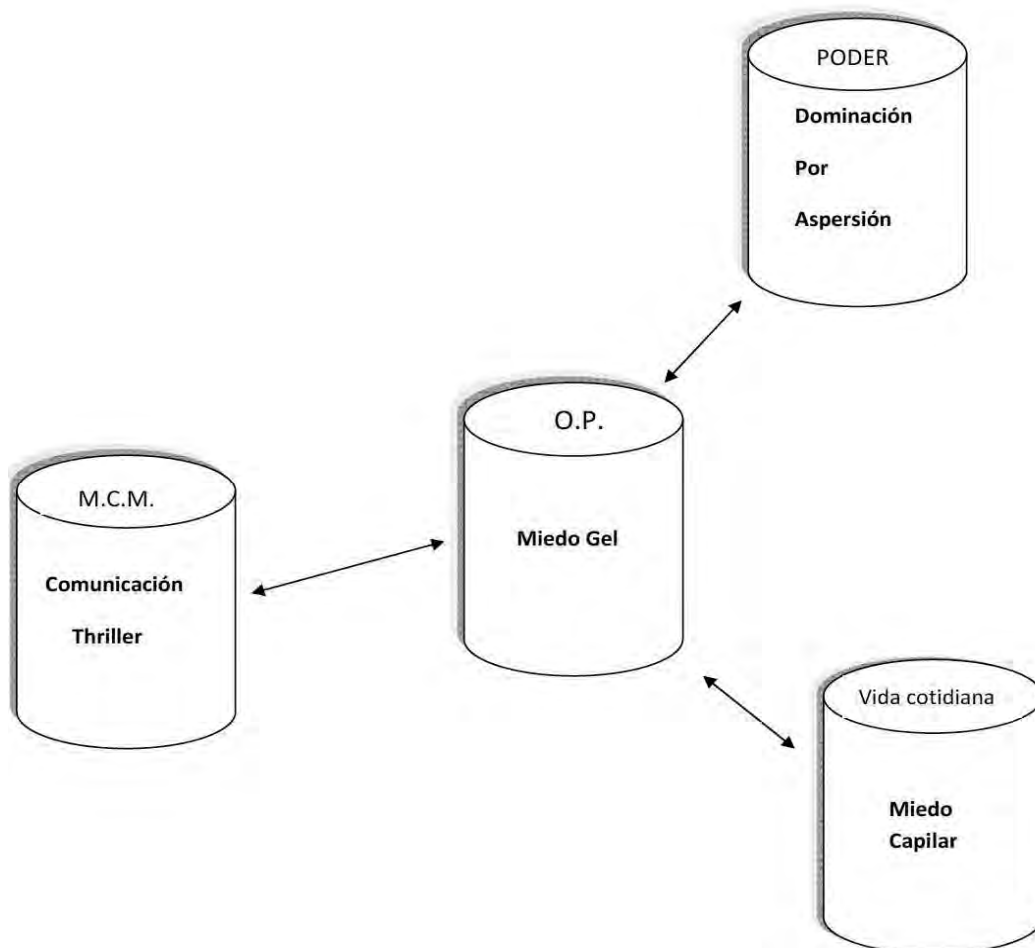 PODER
Dominación
Por
Aspersión
O.P.
Miedo Gel
M.C.M.
Comunicación
Thriller
Vida cotidiana
Miedo
Capilar